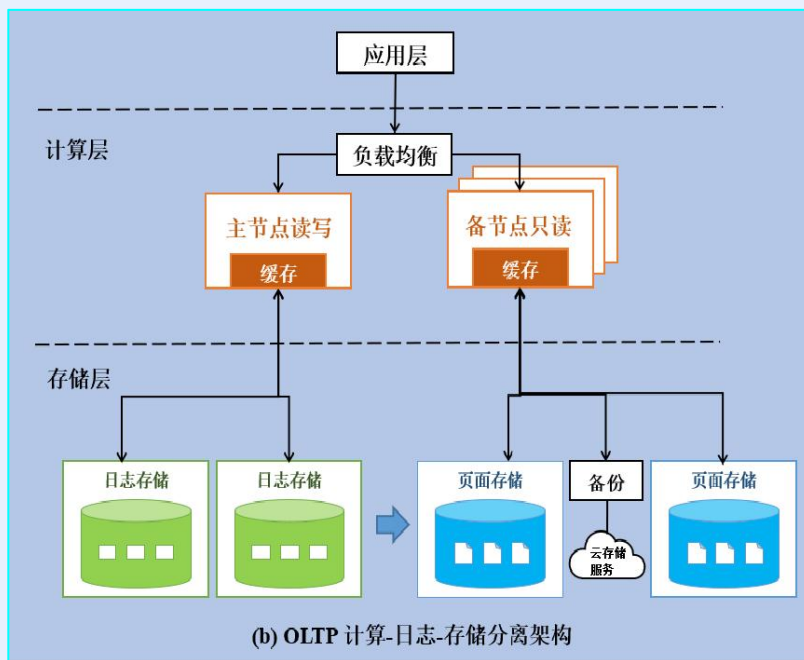 应用层
计算层
负载均衡
主节点读写
缓存
备节点只读
缓存
存储层
日志存储
日志存储
页面存储
备份
页面存储
云存储
服务
(b) OLTP 计算-日志-存储分离架构